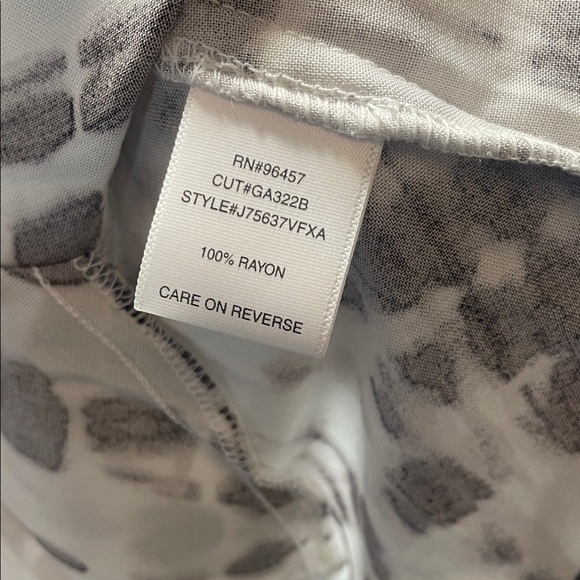 RN#96457
CUT#GA322B
STYLE#J75637VFXA
100% RAYON
CARE ON REVERSE